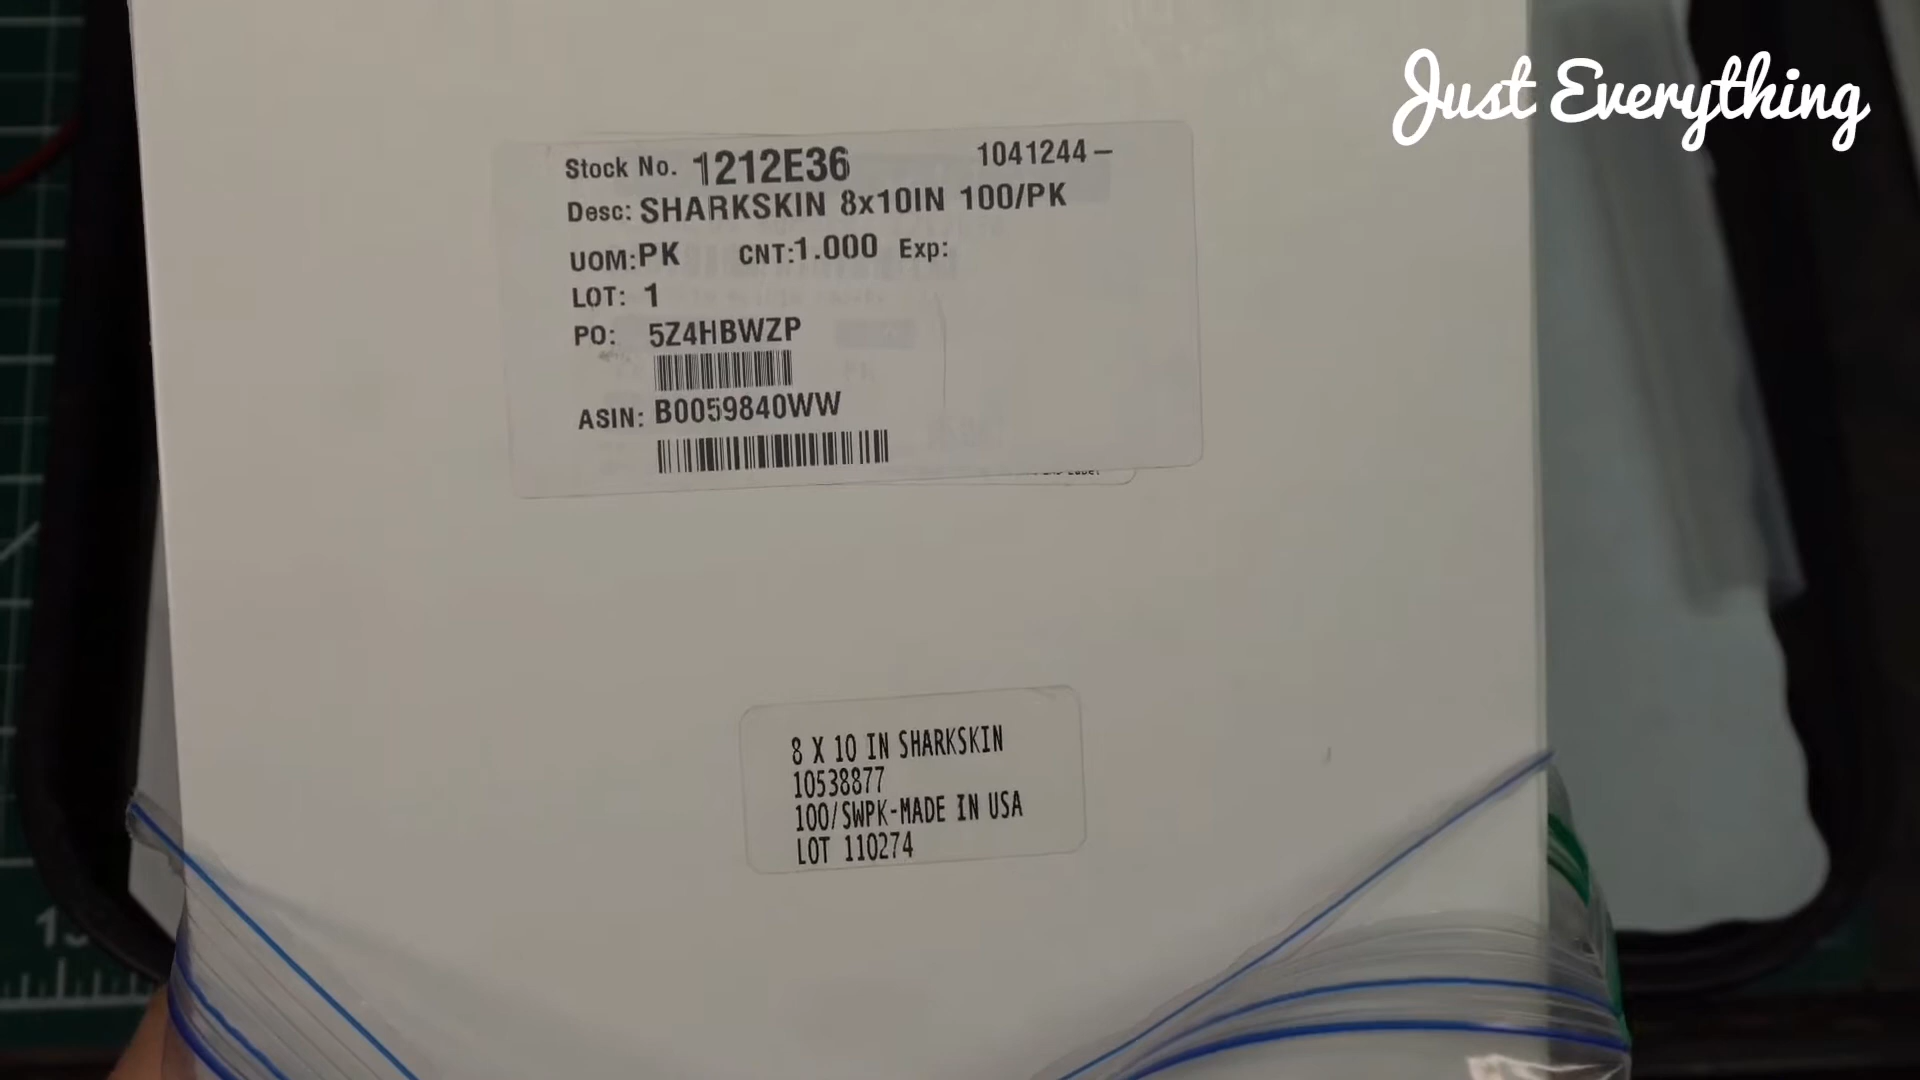 Just Everything
Stock No. 1212E36 1041244-
Desc: SHARKSKIN 8x10IN 100/PK
UOM:PK CNT:1.000 Exp:
LOT: 1
PO: 5Z4HBWZP
ASIN: B0059840WW
8 X 10 IN SHARKSKIN
10538877
100/SWPK-MADE IN USA
LOT 110274